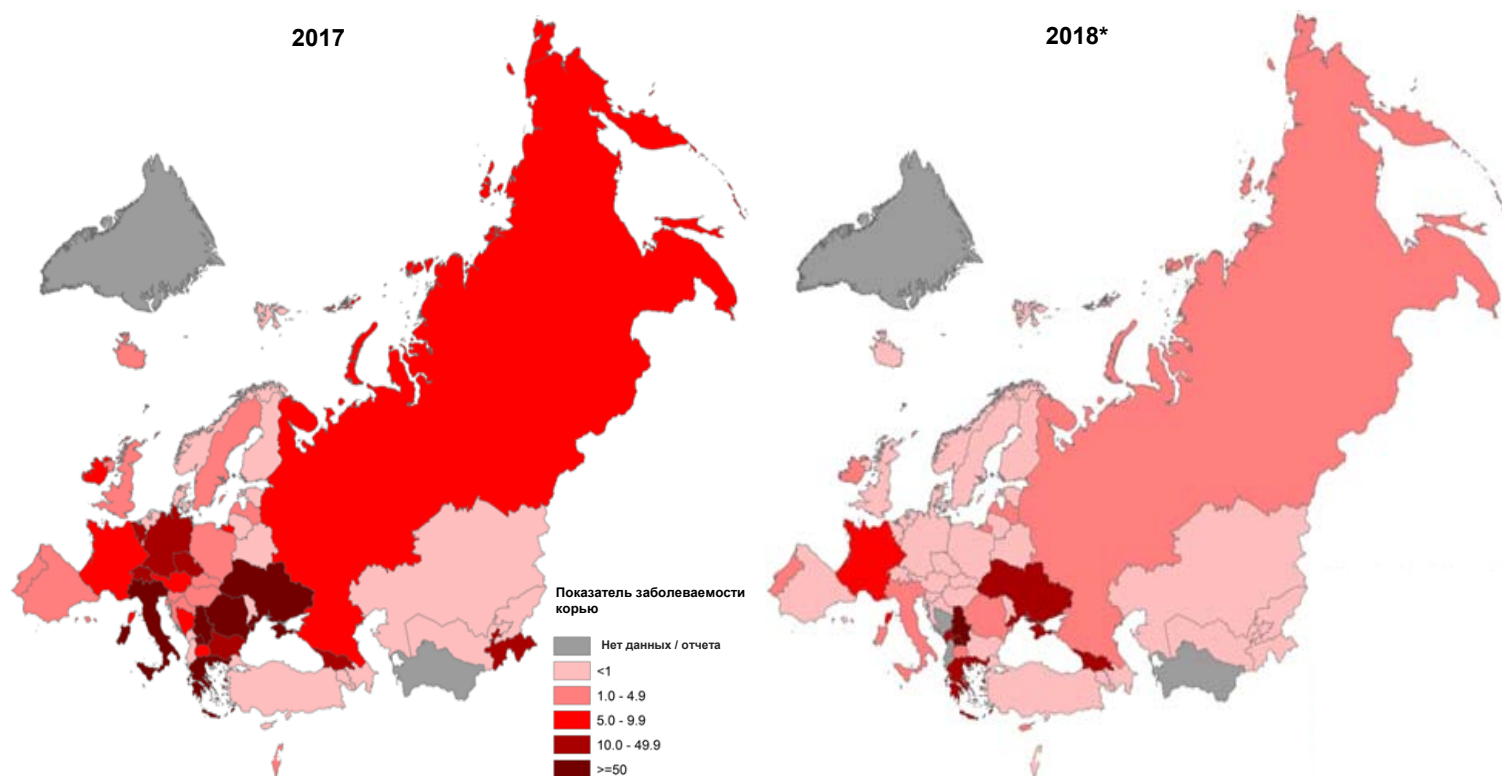 2017
2018*
Показатель заболеваемости
корью
Нет данных / отчета
<1
1.0 - 4.9
5.0 - 9.9
10.0 - 49.9
>=50